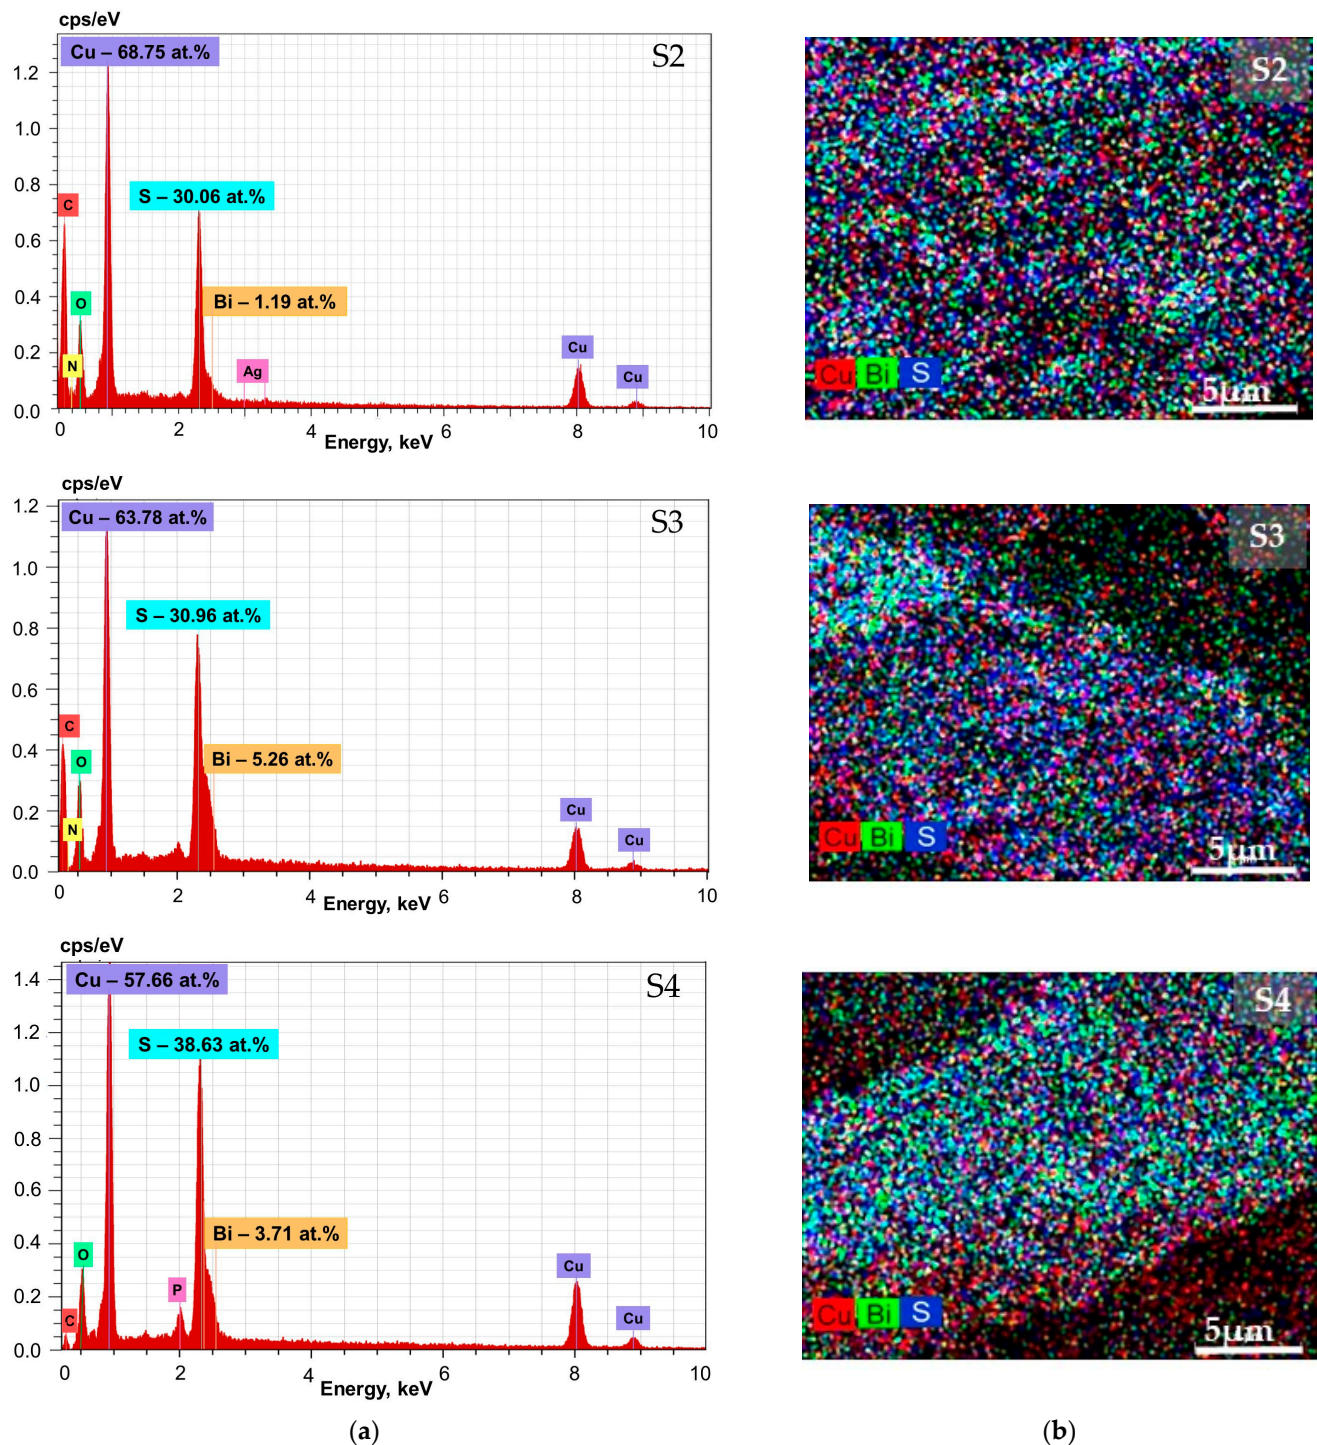 cps/eV
Cu – 68.75 at.%
S2
1.2
1.0
S – 30.06 at.%
0.8
C
0.6
Bi – 1.19 at.%
O
0.4
Cu
N
0.2
Ag
Cu
0.0
0 2 4 6 8 10
Energy, keV
S2
Cu Bi S
5μm
cps/eV
1.2
Cu – 63.78 at.%
S3
1.0
S – 30.96 at.%
0.8
C
0.6
Bi – 5.26 at.%
O
0.4
Cu
N
0.2
Cu
0.0
0 2 4 6 8 10
Energy, keV
S3
Cu Bi S
5μm
cps/eV
1.4
Cu – 57.66 at.%
S4
1.2
S – 38.63 at.%
1.0
0.8
0.6
Bi – 3.71 at.%
0.4
O
Cu
P
0.2
C
Cu
0.0
0 2 4 6 8 10
Energy, keV
S4
Cu Bi S
5μm
(a) (b)